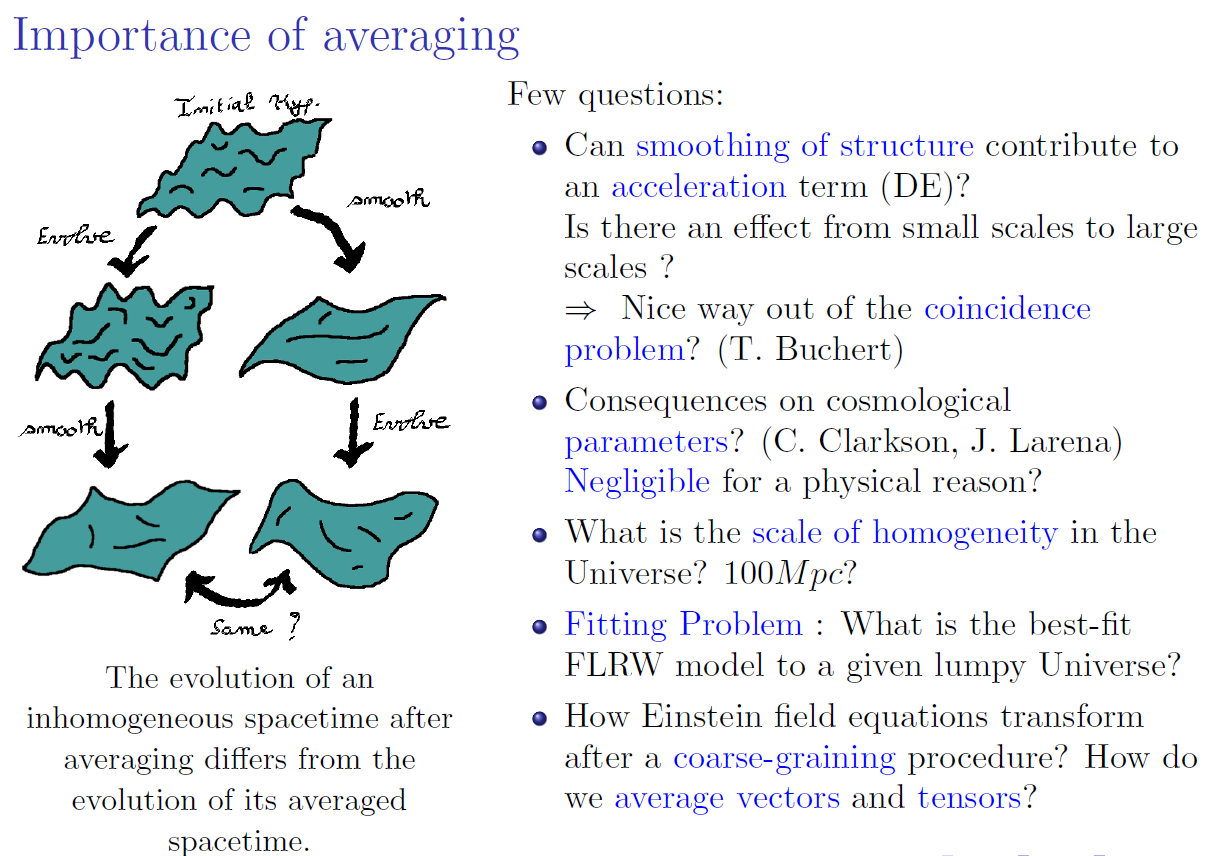 Importance of averaging
Initial Hyp.
smooth
Evolve
smooth
Evolve
Same ?
The evolution of an
inhomogeneous spacetime after
averaging differs from the
evolution of its averaged
spacetime.
Few questions:
Can smoothing of structure contribute to
an acceleration term (DE)?
Is there an effect from small scales to large
scales ?
⇒ Nice way out of the coincidence
problem? (T. Buchert)
Consequences on cosmological
parameters? (C. Clarkson, J. Larena)
Negligible for a physical reason?
What is the scale of homogeneity in the
Universe? 100Mpc?
Fitting Problem : What is the best-fit
FLRW model to a given lumpy Universe?
How Einstein field equations transform
after a coarse-graining procedure? How do
we average vectors and tensors?